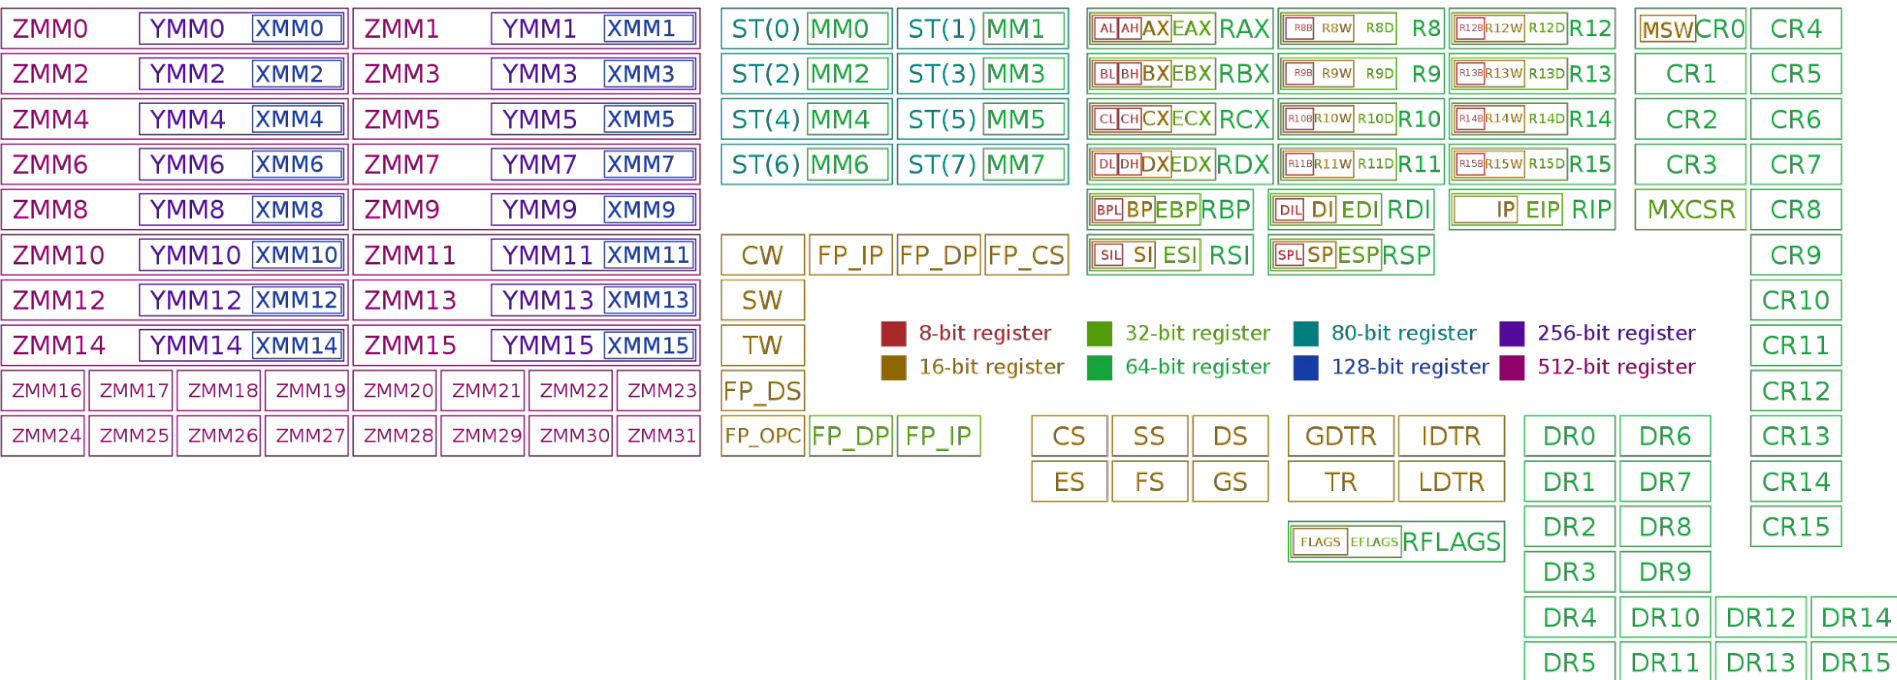 ZMM0 YMM0 XMM0 ZMM1 YMM1 XMM1 ST(0) MM0 ST(1) MM1 AL AH AX EAX RAX R8B R8W R8D R8 R12B R12W R12D R12 MSW CR0 CR4
ZMM2 YMM2 XMM2 ZMM3 YMM3 XMM3 ST(2) MM2 ST(3) MM3 BL BH BX EBX RBX R9B R9W R9D R9 R13B R13W R13D R13 CR1 CR5
ZMM4 YMM4 XMM4 ZMM5 YMM5 XMM5 ST(4) MM4 ST(5) MM5 CL CH CX ECX RCX R10B R10W R10D R10 R14B R14W R14D R14 CR2 CR6
ZMM6 YMM6 XMM6 ZMM7 YMM7 XMM7 ST(6) MM6 ST(7) MM7 DL DH DX EDX RDX R11B R11W R11D R11 R15B R15W R15D R15 CR3 CR7
ZMM8 YMM8 XMM8 ZMM9 YMM9 XMM9 BPL BP EBP RBP DIL DI EDI RDI IP EIP RIP MXCSR CR8
ZMM10 YMM10 XMM10 ZMM11 YMM11 XMM11 CW FP_IP FP_DP FP_CS SIL SI ESI RSI SPL SP ESP RSP CR9
ZMM12 YMM12 XMM12 ZMM13 YMM13 XMM13 SW CR10
ZMM14 YMM14 XMM14 ZMM15 YMM15 XMM15 TW 8-bit register 32-bit register 80-bit register 256-bit register CR11
16-bit register 64-bit register 128-bit register 512-bit register
ZMM16 ZMM17 ZMM18 ZMM19 ZMM20 ZMM21 ZMM22 ZMM23 FP_DS CR12
ZMM24 ZMM25 ZMM26 ZMM27 ZMM28 ZMM29 ZMM30 ZMM31 FP_OPC FP_DP FP_IP CS SS DS GDTR IDTR DR0 DR6 CR13
ES FS GS TR LDTR DR1 DR7 CR14
FLAGS EFLAGS RFLAGS DR2 DR8 CR15
DR3 DR9
DR4 DR10 DR12 DR14
DR5 DR11 DR13 DR15